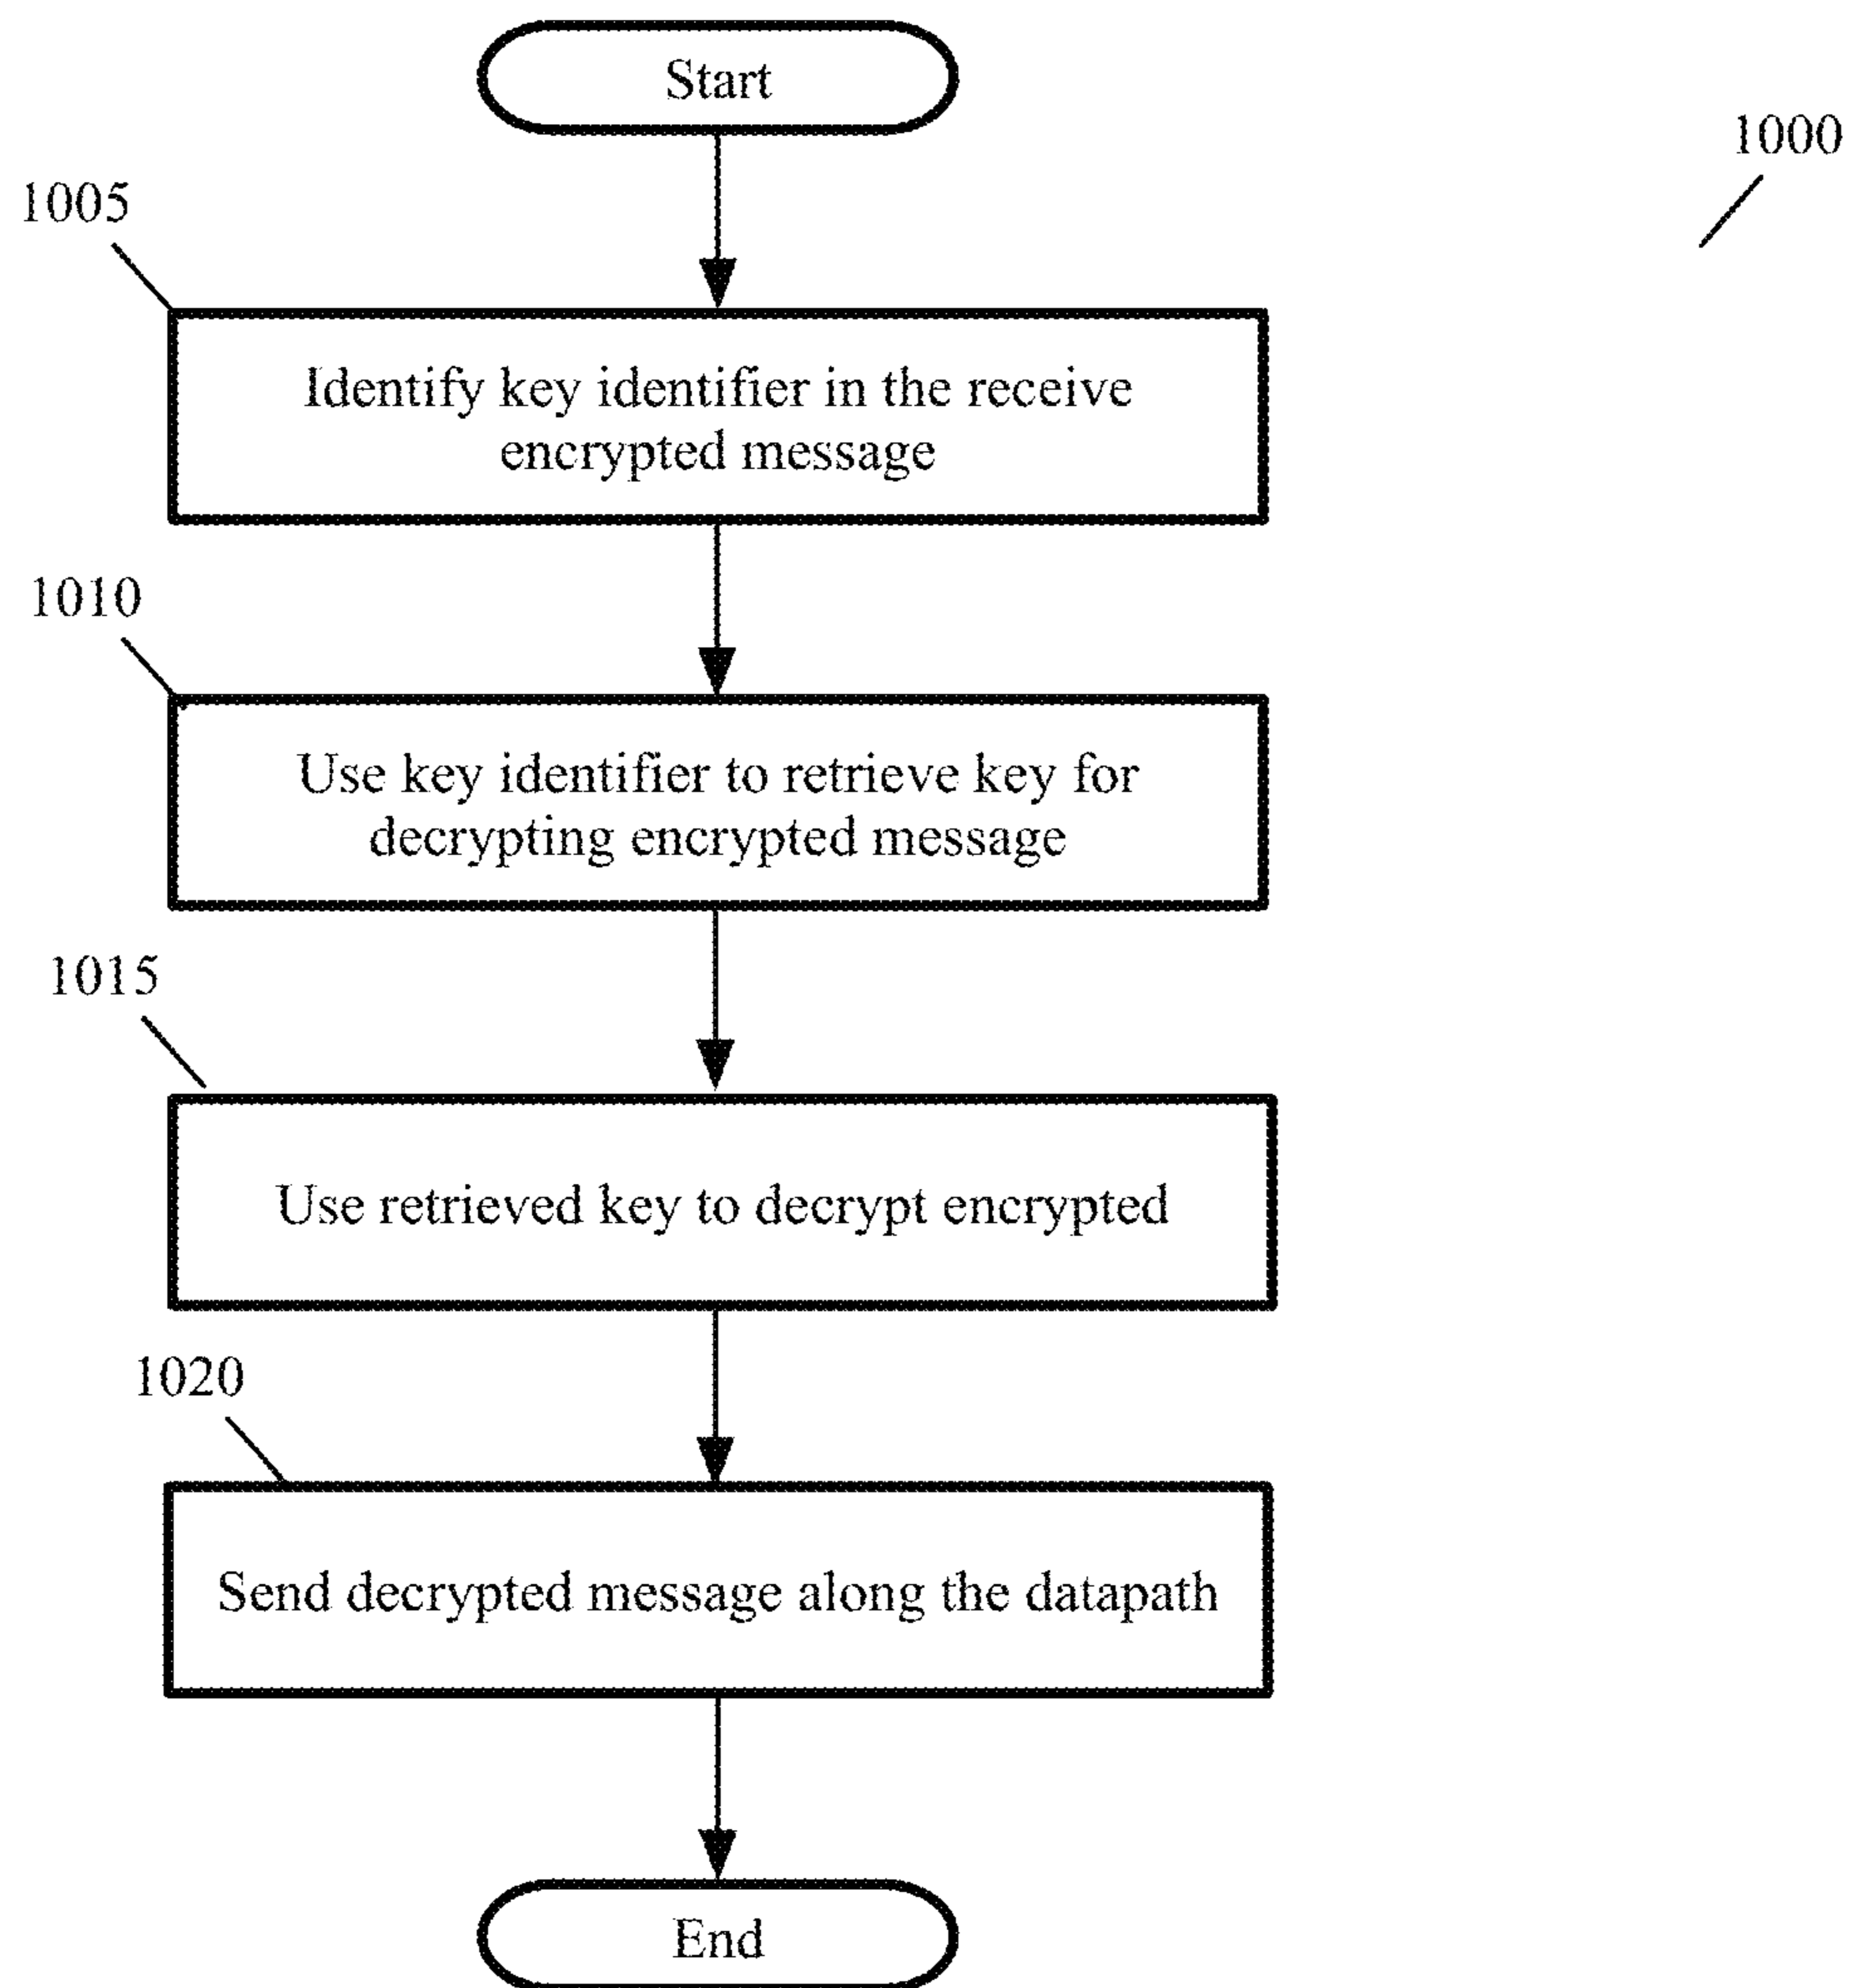 Start
1000
1005
Identify key identifier in the receive
encrypted message
1010
Use key identifier to retrieve key for
decrypting encrypted message
1015
Use retrieved key to decrypt encrypted
1020
Send decrypted message along the datapath
End